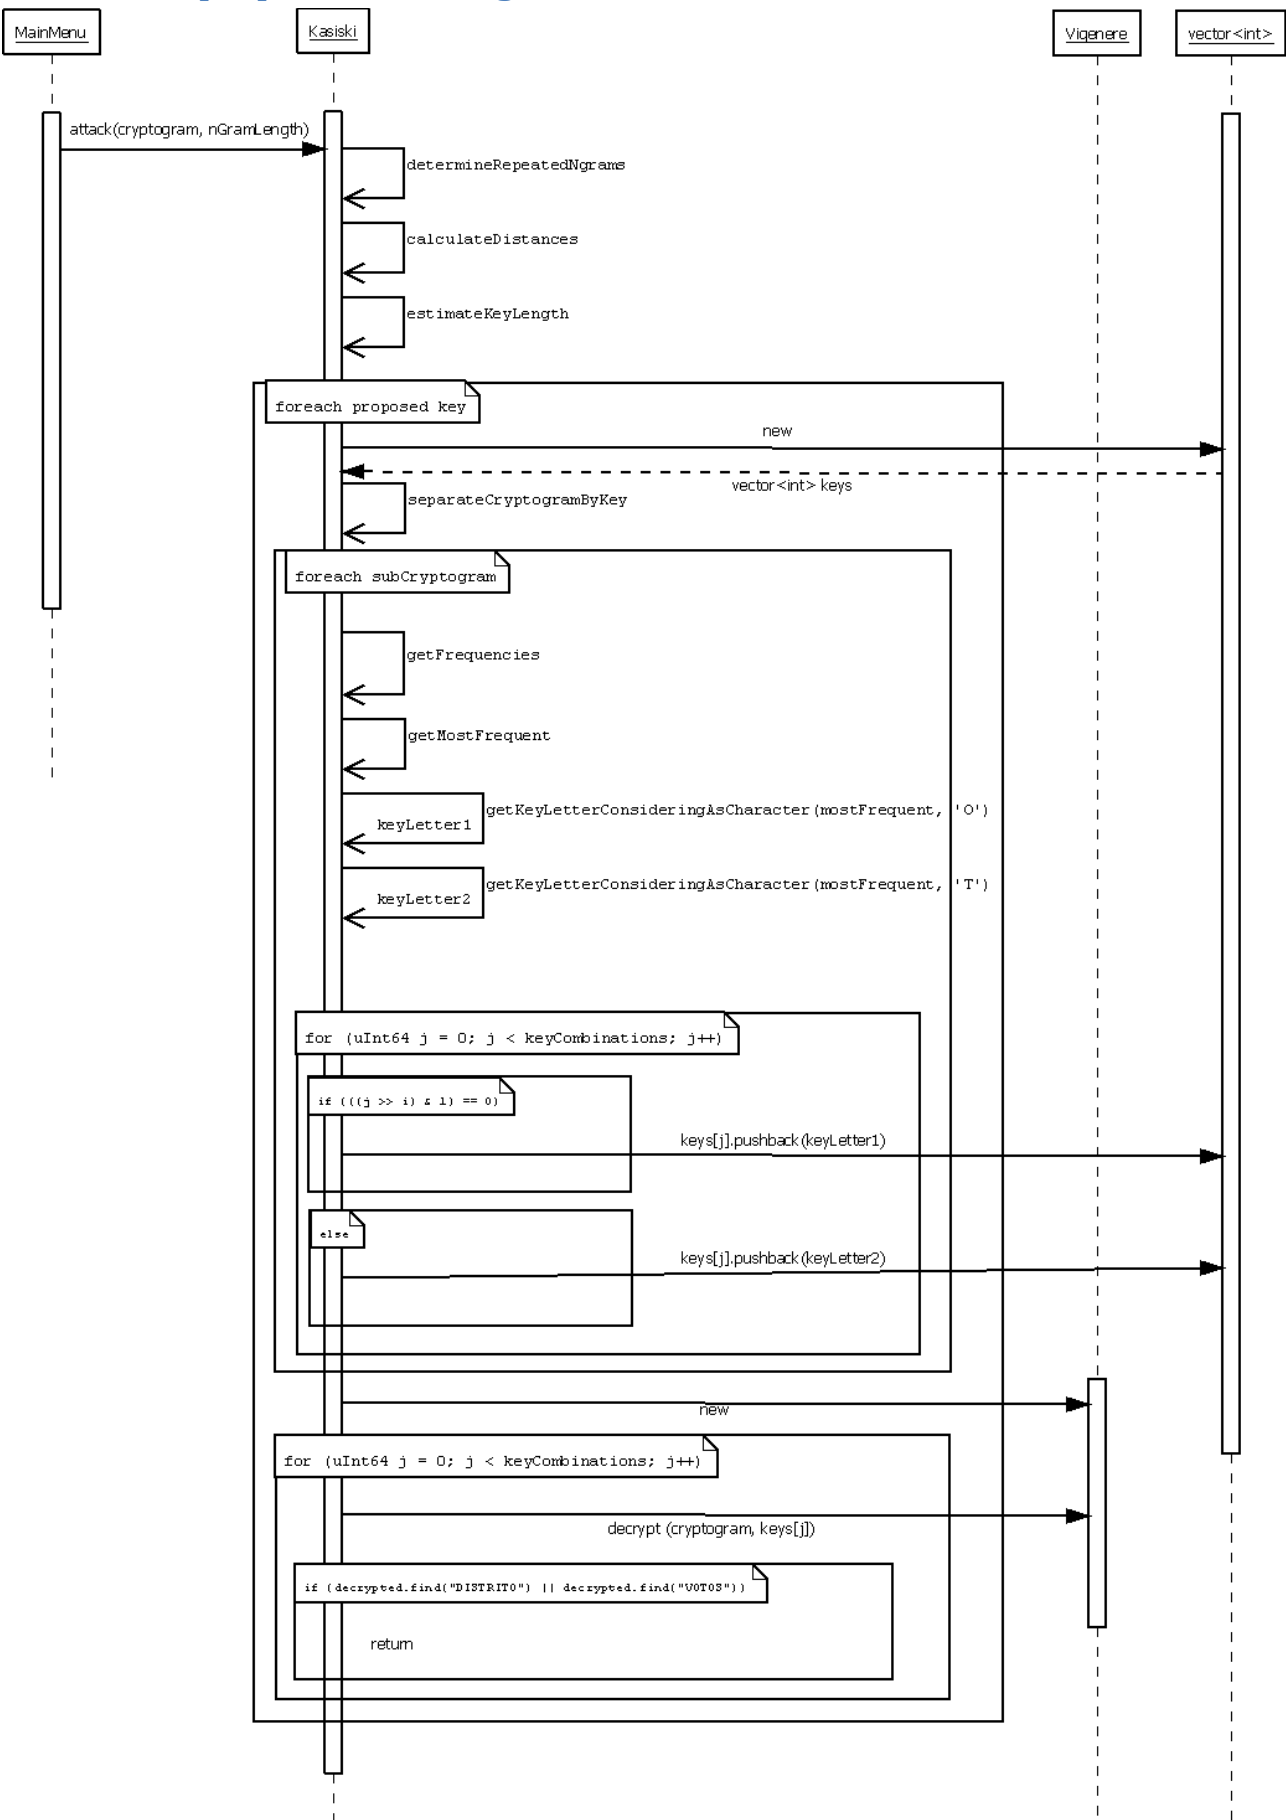 MainMenu
Kasiski
Vigenere
vector<int>
attack(cryptogram, nGramLength)
determineRepeatedNgrams
calculateDistances
estimateKeyLength
foreach proposed key
new
vector<int> keys
separateCryptogramByKey
foreach subCryptogram
getFrequencies
getMostFrequent
getKeyLetterConsideringAsCharacter(mostFrequent, 'O')
keyLetter1
getKeyLetterConsideringAsCharacter(mostFrequent, 'T')
keyLetter2
for (uInt64 j = 0; j < keyCombinations; j++)
if (((j >> i) & 1) == 0)
keys[j].pushback(keyLetter1)
else
keys[j].pushback(keyLetter2)
new
for (uInt64 j = 0; j < keyCombinations; j++)
decrypt (cryptogram, keys[j])
if (decrypted.find("DISTRITO") || decrypted.find("VOTOS"))
return